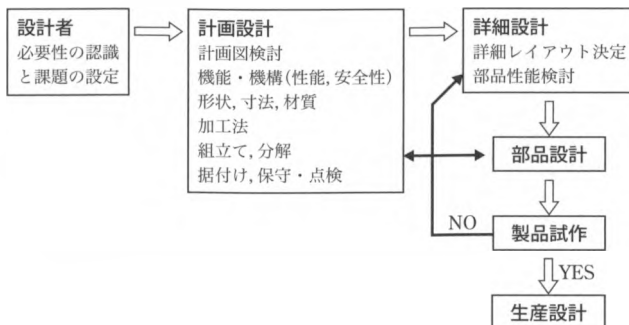 設計者
必要性の認識
と課題の設定
計画設計
計画図検討
機能・機構(性能, 安全性)
形状, 寸法, 材質
加工法
組立て, 分解
据付け, 保守・点検
詳細設計
詳細レイアウト決定
部品性能検討
部品設計
NO
製品試作
YES
生産設計